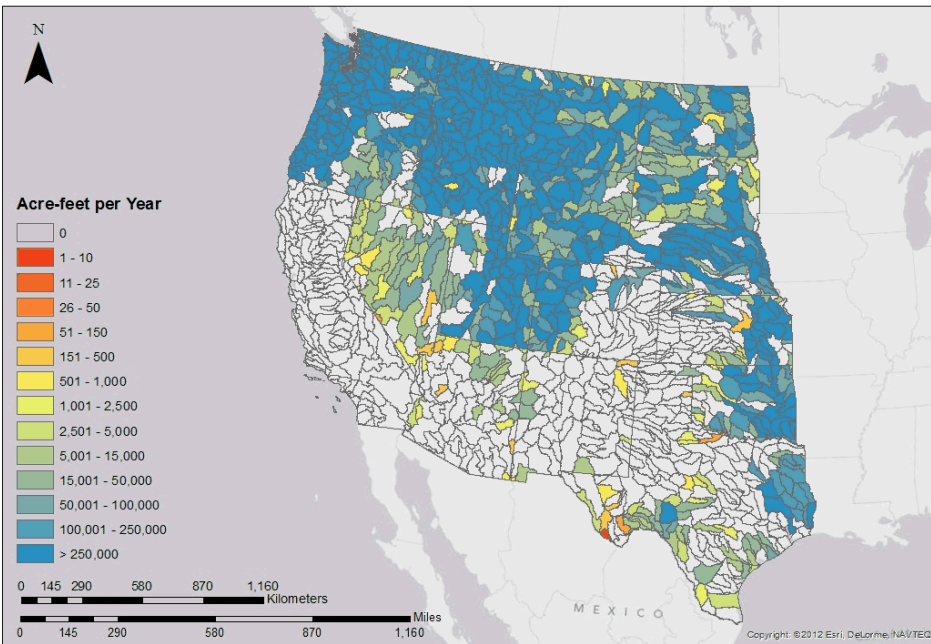 N
Acre-feet per Year
0
1 - 10
11 - 25
26 - 50
51 - 150
151 - 500
501 - 1,000
1,001 - 2,500
2,501 - 5,000
5,001 - 15,000
15,001 - 50,000
50,001 - 100,000
100,001 - 250,000
> 250,000
0 145 290 580 870 1,160
Kilometers
Miles
0 145 290 580 870 1,160
MEXICO
Copyright: ©2012 Esri, DeLorme, NAVTEQ